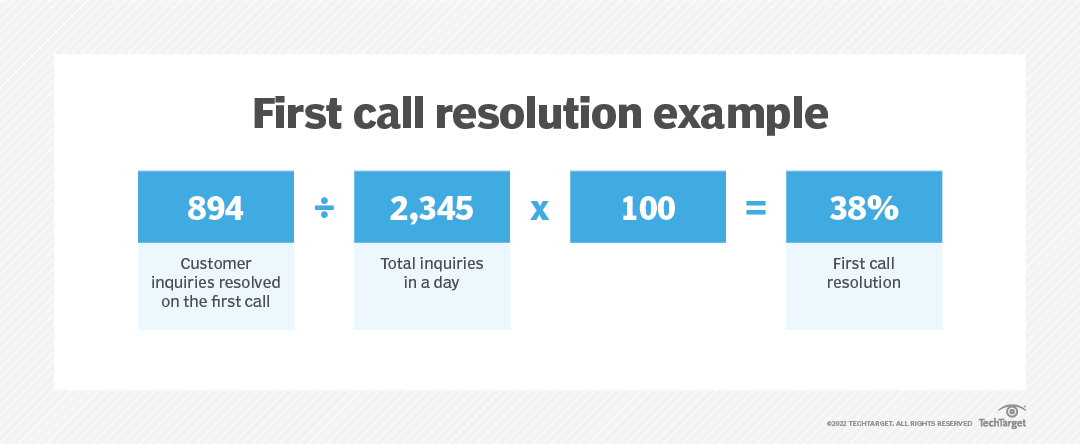 First call resolution example
894 ÷ 2,345 x 100 = 38%
Customer
inquiries resolved
on the first call
Total inquiries
in a day
First call
resolution
©2022 TECHTARGET. ALL RIGHTS RESERVED TechTarget